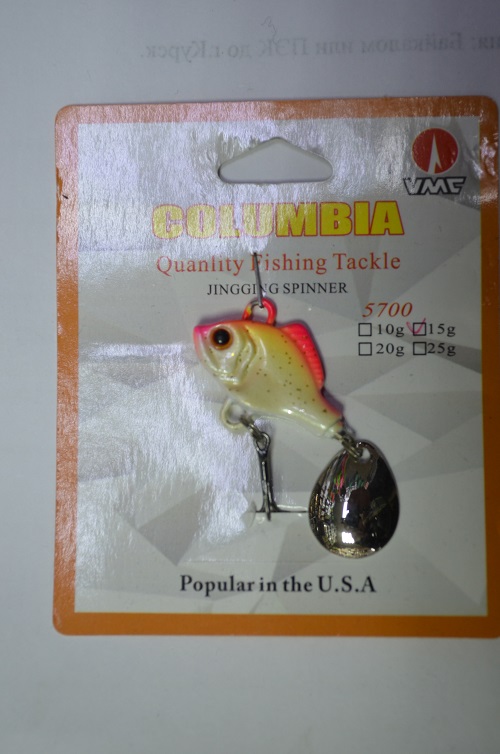 ия: Байкалом или ПЭК до г.Курск.
VMC
COLUMBIA
Quanlity Fishing Tackle
JINGGING SPINNER
5700
10g 15g
20g 25g
Popular in the U.S.A